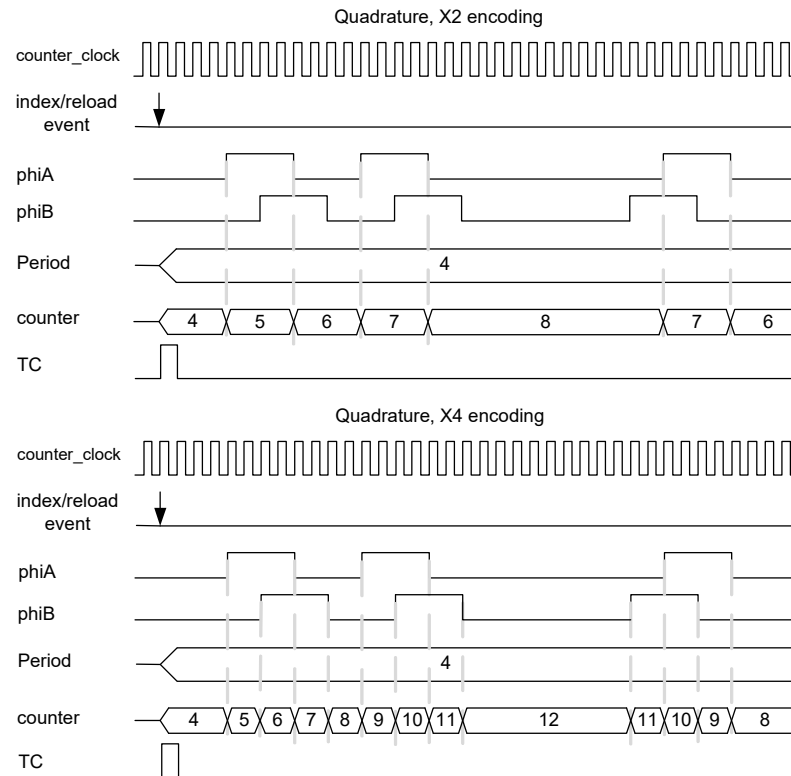 Quadrature, X2 encoding
counter_clock
index/reload
event
phiA
phiB
Period
4
counter
4 5 6 7 8 7 6
TC
Quadrature, X4 encoding
counter_clock
index/reload
event
phiA
phiB
Period
4
counter
4 5 6 7 8 9 10 11 12 11 10 9 8
TC